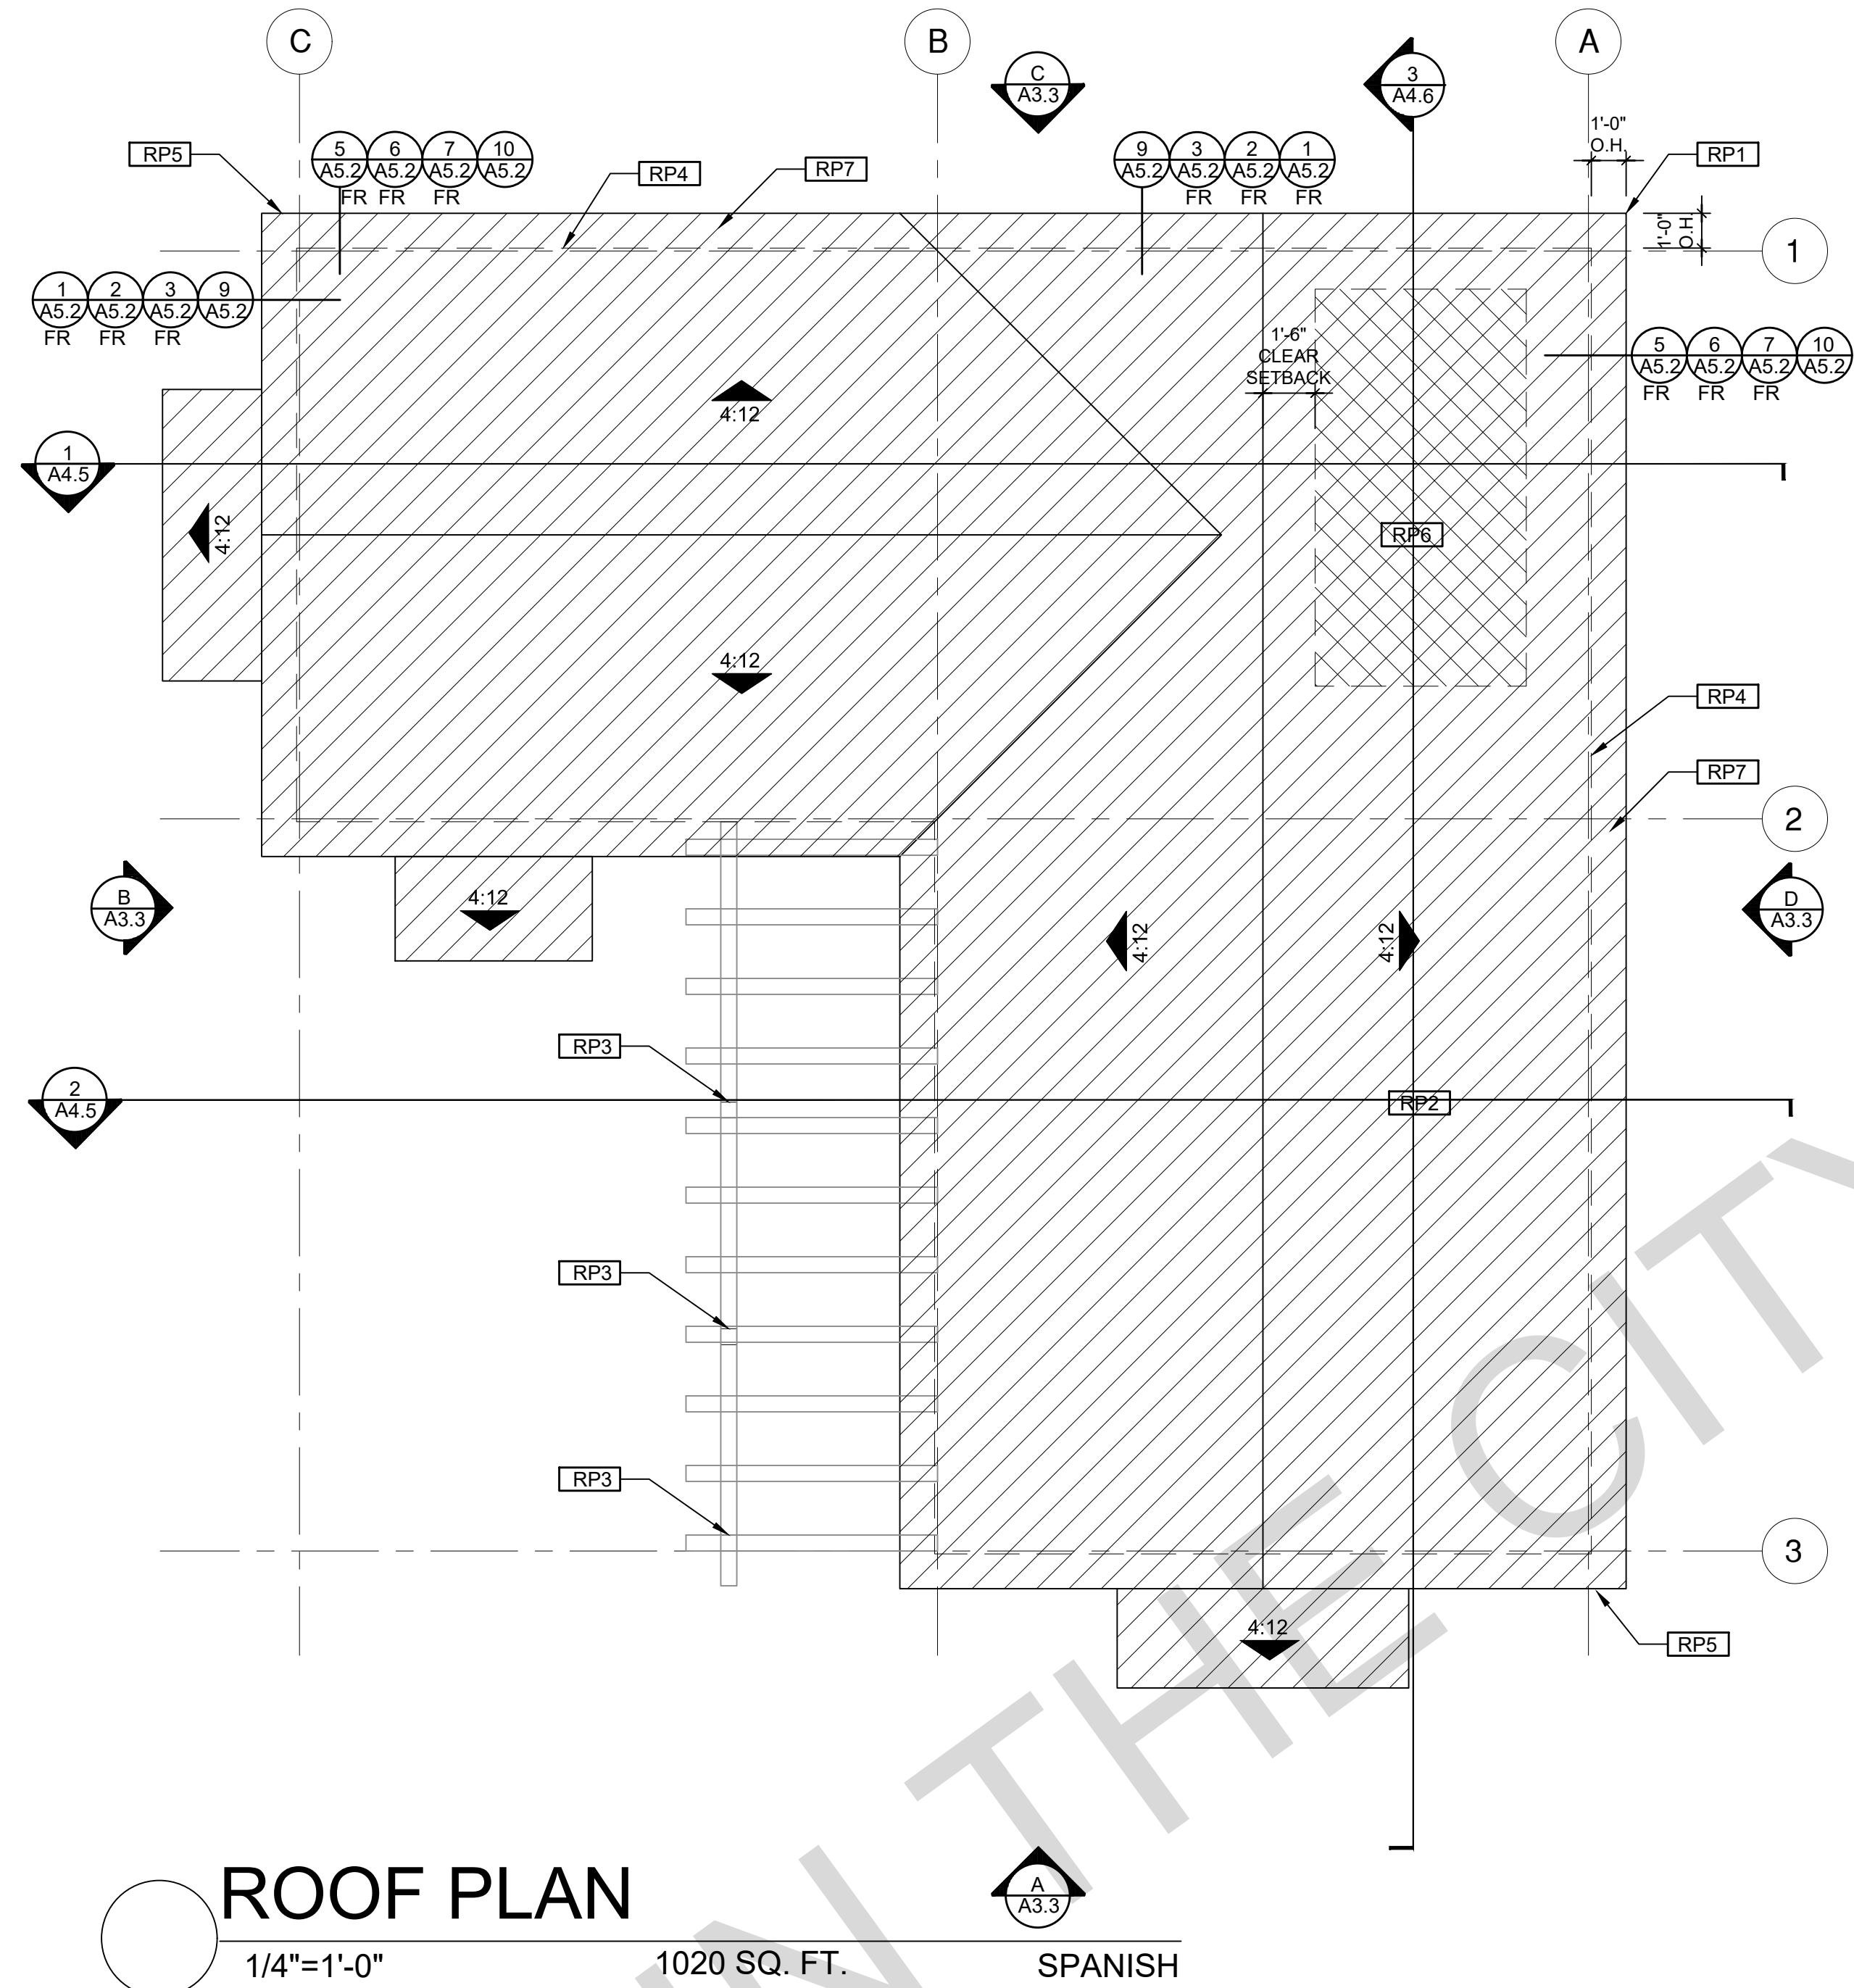 C
B
A
C
A3.3
3
A4.6
1'-0"
O.H.
RP5
5
A5.2
FR
6
A5.2
FR
7
A5.2
FR
10
A5.2
RP4
RP7
9
A5.2
3
A5.2
FR
2
A5.2
FR
1
A5.2
FR
RP1
1'-0"
O.H.
1
1
A5.2
FR
2
A5.2
FR
3
A5.2
FR
9
A5.2
1'-6"
CLEAR
SETBACK
5
A5.2
FR
6
A5.2
FR
7
A5.2
FR
10
A5.2
4:12
1
A4.5
4:12
RP6
4:12
RP4
RP7
2
B
A3.3
4:12
4:12
4:12
D
A3.3
RP3
2
A4.5
RP2
RP3
RP3
3
4:12
RP5
A
A3.3
ROOF PLAN
1/4"=1'-0"
1020 SQ. FT.
SPANISH
IN THE CITY